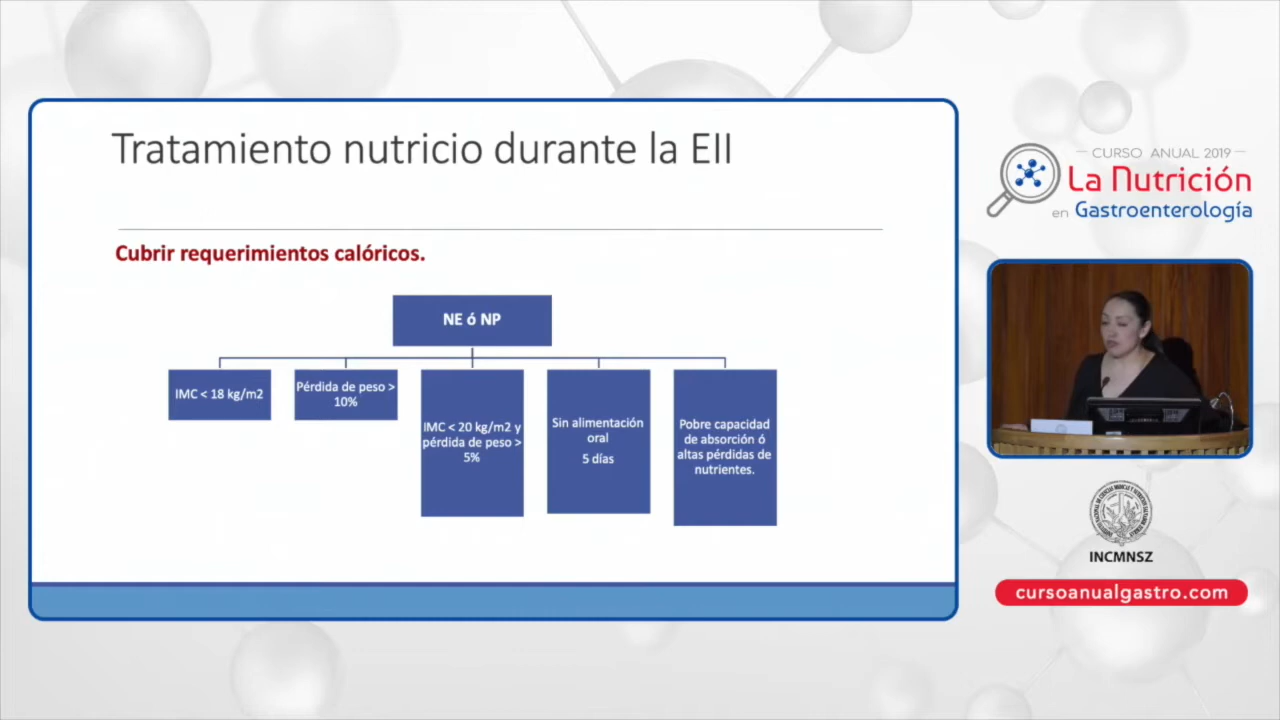 Tratamiento nutricio durante la EII
Cubrir requerimientos calóricos.
NE ó NP
IMC < 18 kg/m2
Pérdida de peso >
10%
IMC < 20 kg/m2 y
pérdida de peso >
5%
Sin alimentación
oral
5 días
Pobre capacidad
de absorción ó
altas pérdidas de
nutrientes.
CURSO ANUAL 2019
La Nutrición
en Gastroenterología
INCMNSZ
cursoanualgastro.com